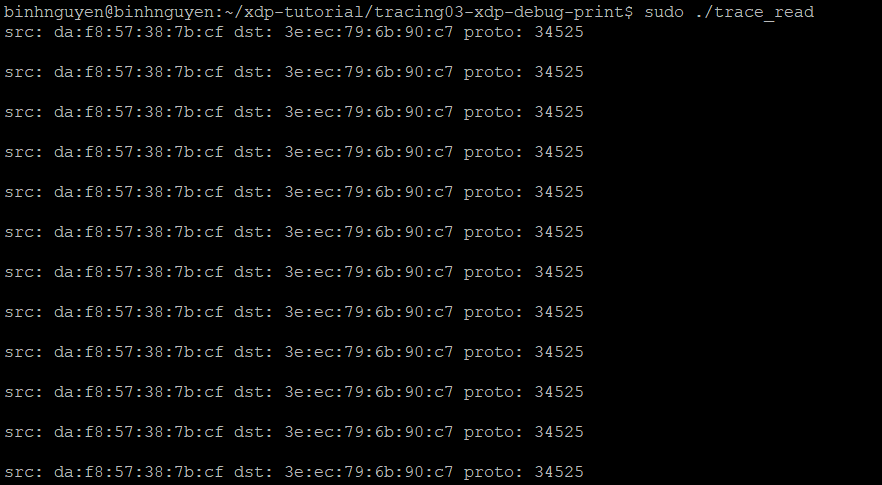 binhnguyen@binhnguyen:~/xdp-tutorial/tracing03-xdp-debug-print$ sudo ./trace_read
src: da:f8:57:38:7b:cf dst: 3e:ec:79:6b:90:c7 proto: 34525
src: da:f8:57:38:7b:cf dst: 3e:ec:79:6b:90:c7 proto: 34525
src: da:f8:57:38:7b:cf dst: 3e:ec:79:6b:90:c7 proto: 34525
src: da:f8:57:38:7b:cf dst: 3e:ec:79:6b:90:c7 proto: 34525
src: da:f8:57:38:7b:cf dst: 3e:ec:79:6b:90:c7 proto: 34525
src: da:f8:57:38:7b:cf dst: 3e:ec:79:6b:90:c7 proto: 34525
src: da:f8:57:38:7b:cf dst: 3e:ec:79:6b:90:c7 proto: 34525
src: da:f8:57:38:7b:cf dst: 3e:ec:79:6b:90:c7 proto: 34525
src: da:f8:57:38:7b:cf dst: 3e:ec:79:6b:90:c7 proto: 34525
src: da:f8:57:38:7b:cf dst: 3e:ec:79:6b:90:c7 proto: 34525
src: da:f8:57:38:7b:cf dst: 3e:ec:79:6b:90:c7 proto: 34525
src: da:f8:57:38:7b:cf dst: 3e:ec:79:6b:90:c7 proto: 34525